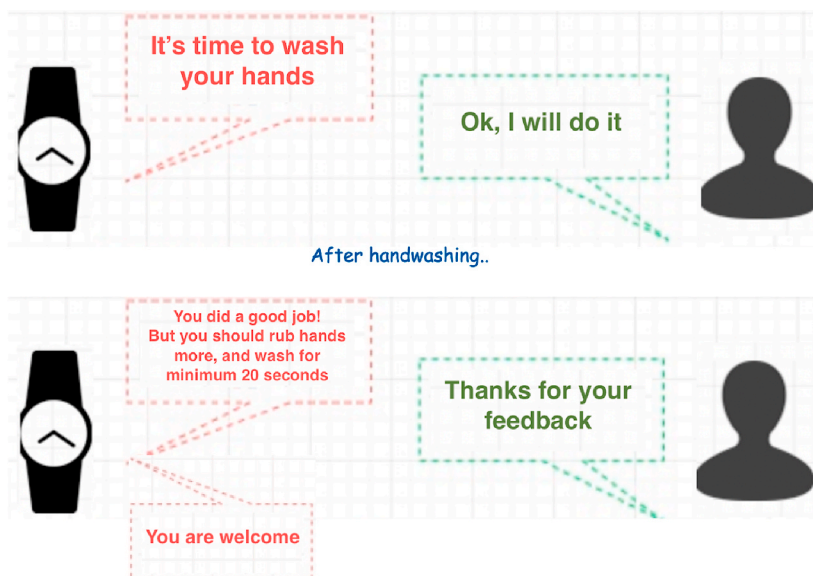 It's time to wash
your hands
Ok, I will do it
After handwashing..
You did a good job!
But you should rub hands
more, and wash for
minimum 20 seconds
Thanks for your
feedback
You are welcome